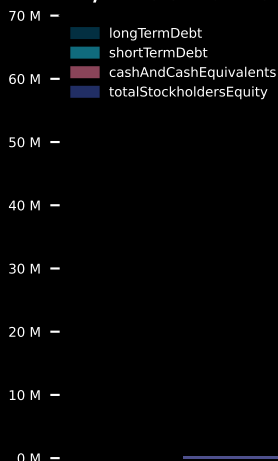 70 M
longTermDebt
shortTermDebt
60 M
cashAndCashEquivalents
totalStockholdersEquity
50 M
40 M
30 M
20 M
10 M
0 M